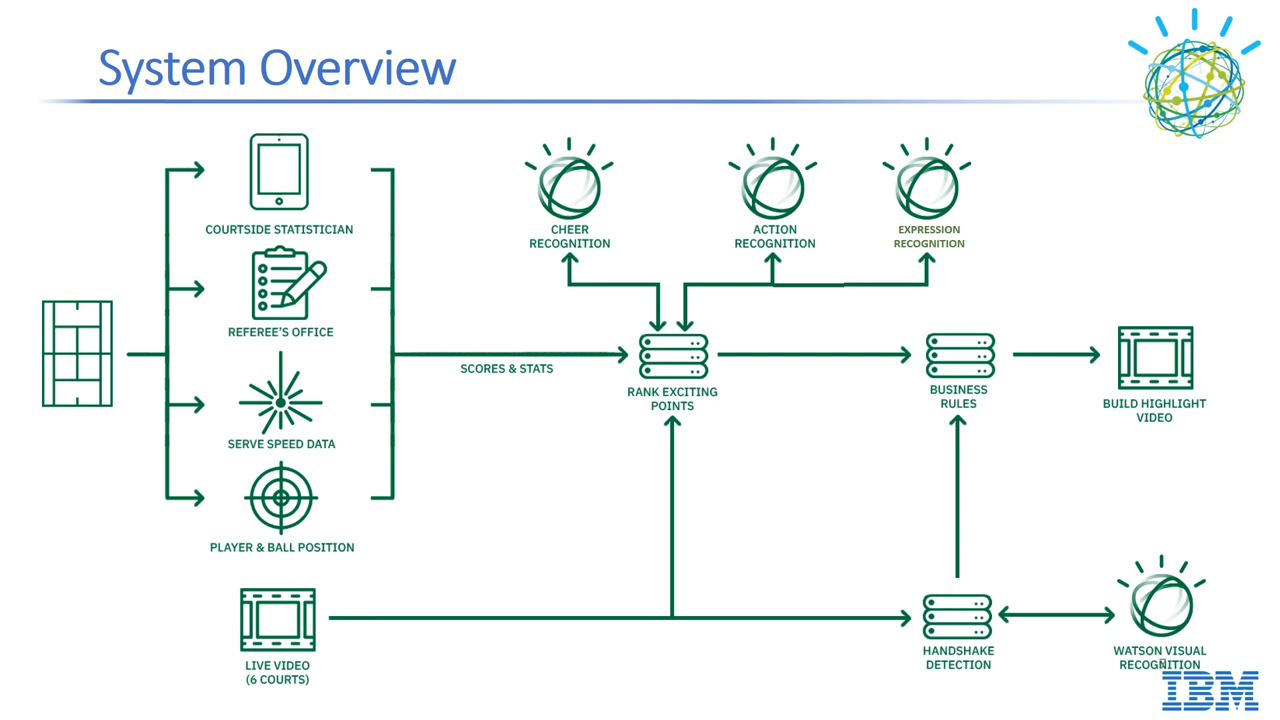 System Overview
COURTSIDE STATISTICIAN
REFEREE'S OFFICE
SERVE SPEED DATA
PLAYER & BALL POSITION
LIVE VIDEO
(6 COURTS)
SCORES & STATS
CHEER
RECOGNITION
ACTION
RECOGNITION
EXPRESSION
RECOGNITION
RANK EXCITING
POINTS
BUSINESS
RULES
BUILD HIGHLIGHT
VIDEO
HANDSHAKE
DETECTION
WATSON VISUAL
RECOGNITION
IBM